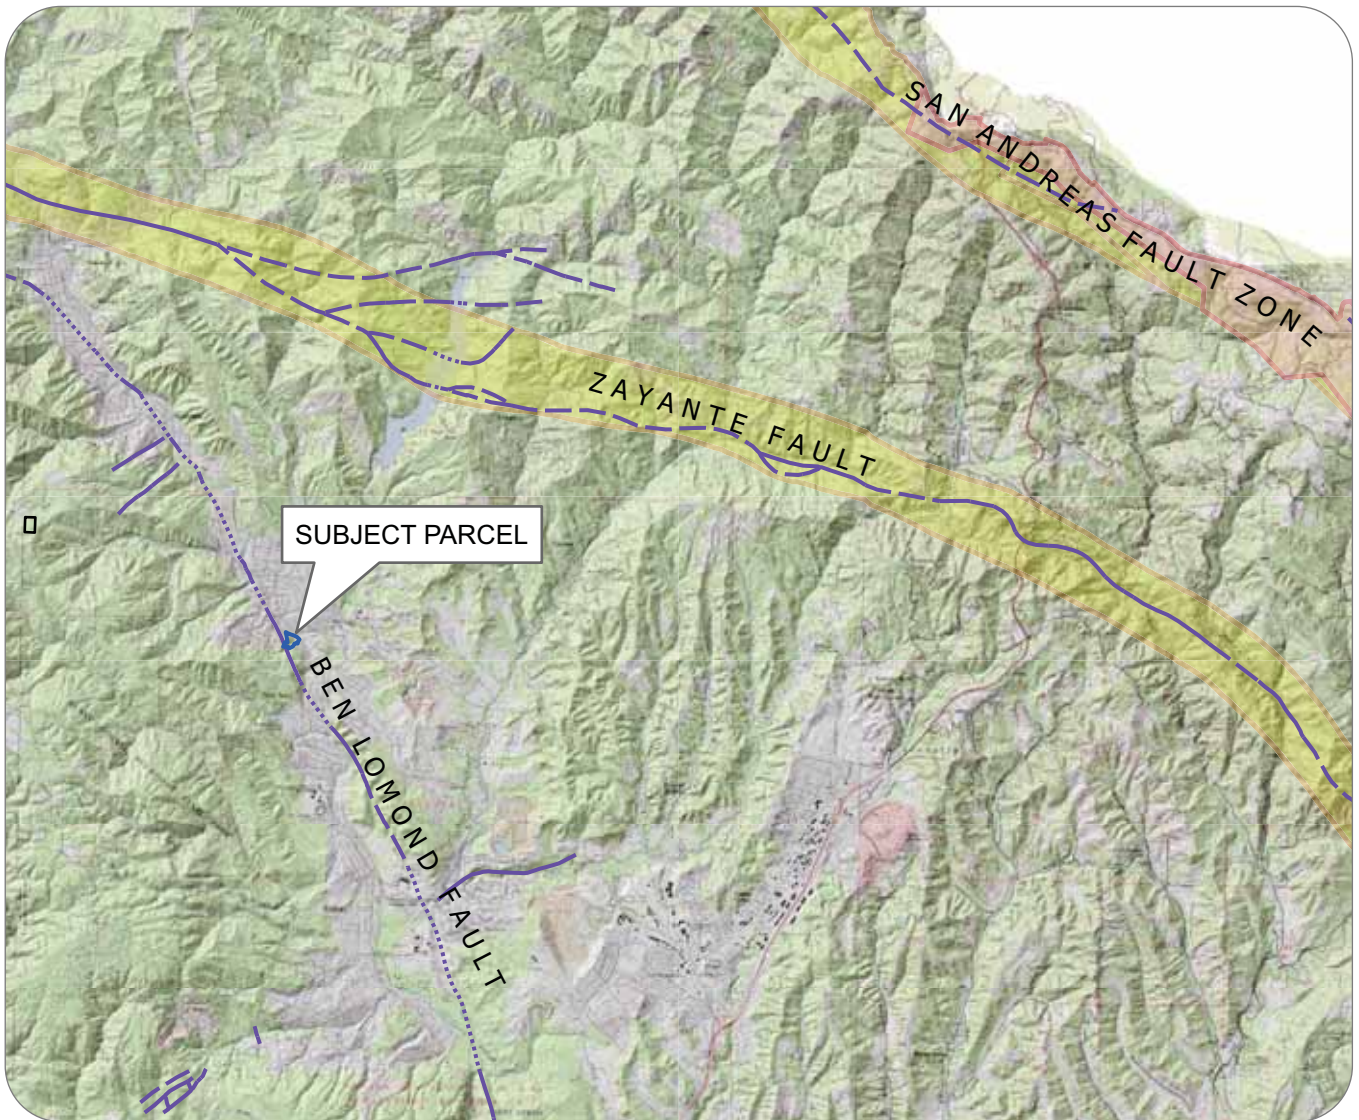 SAN ANDREAS FAULT ZONE
ZAYANTE FAULT
SUBJECT PARCEL
BEN LOMOND FAULT